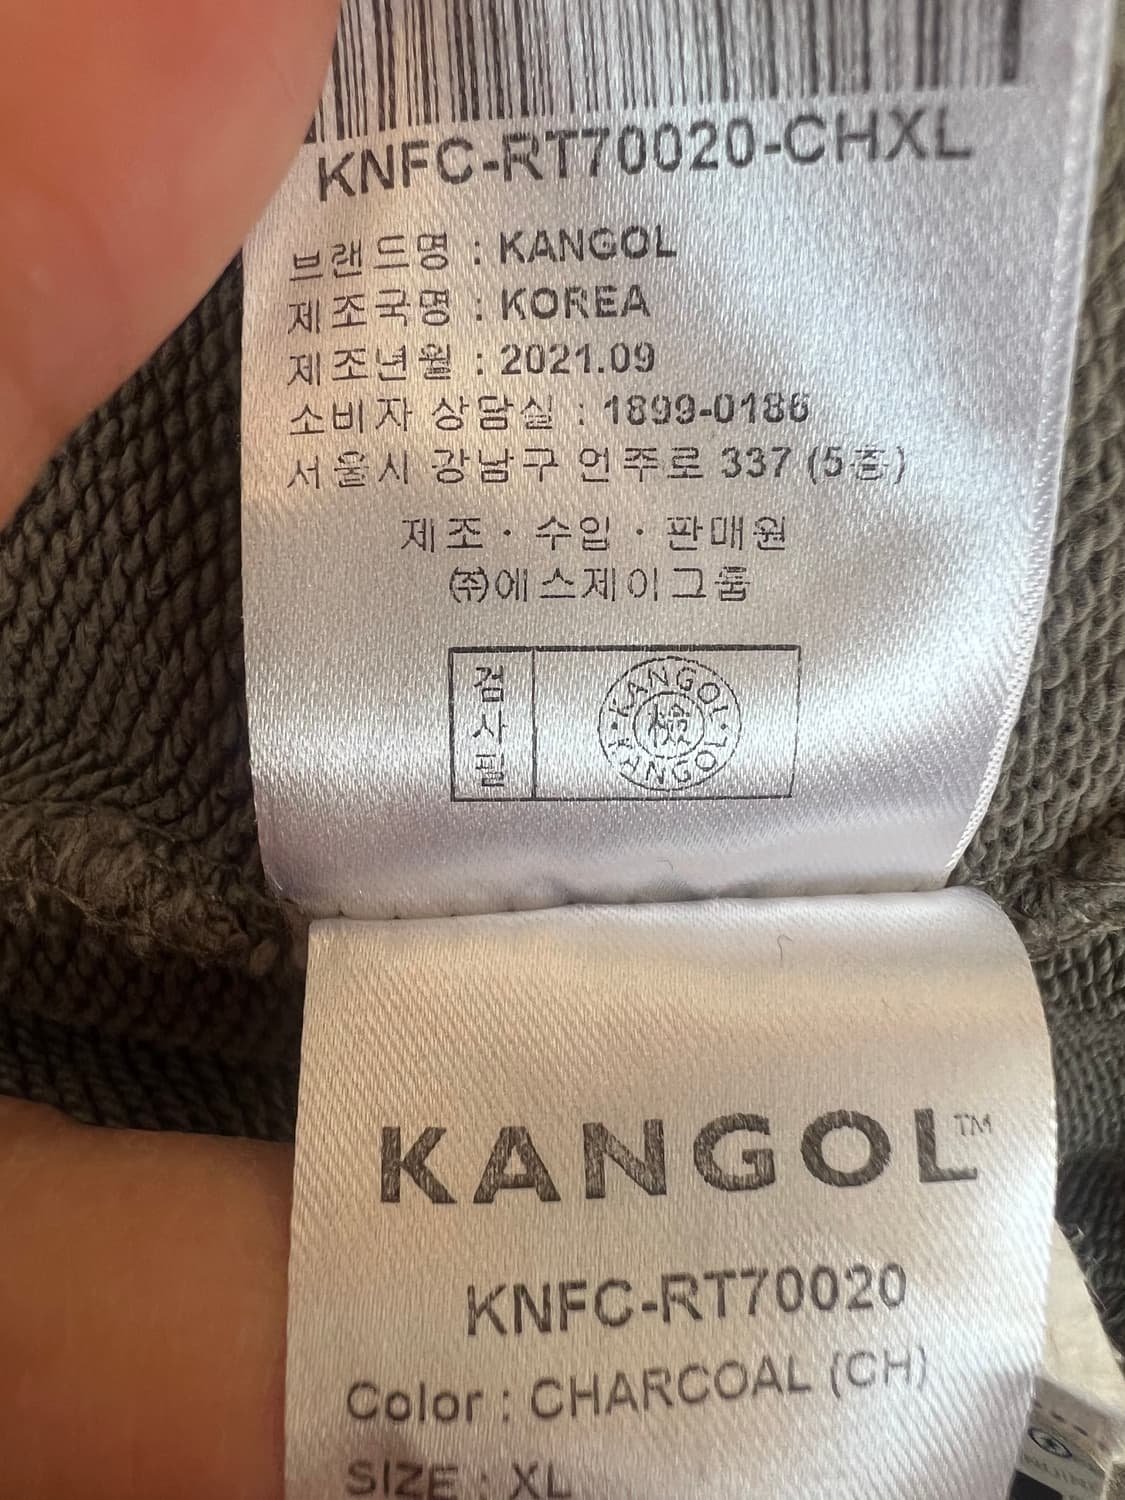 KNFC-RT70020-CHXL
브랜드명 : KANGOL
제조국명 : KOREA
제조년월 : 2021.09
소비자 상담실 : 1899-0186
서울시 강남구 언주로 337 (5층)
제조 · 수입 · 판매원
㈜에스제이그룹
검사필
KANGOL
檢
KANGOL
KANGOL™
KNFC-RT70020
Color : CHARCOAL (CH)
SIZE : XL